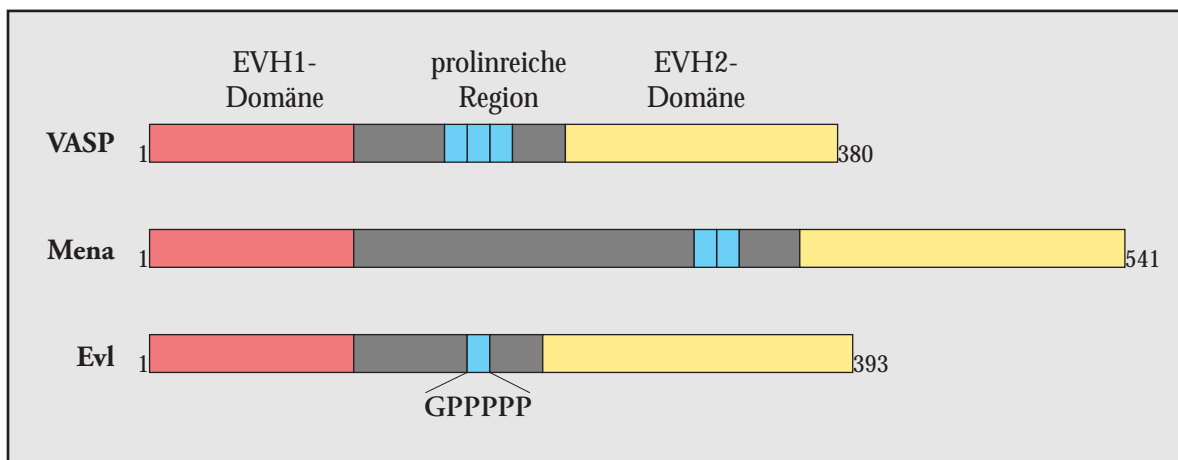 EVH1-
Domäne
prolinreiche
Region
EVH2-
Domäne
VASP 1 380
Mena 1 541
Evl 1 393
GPPPPP